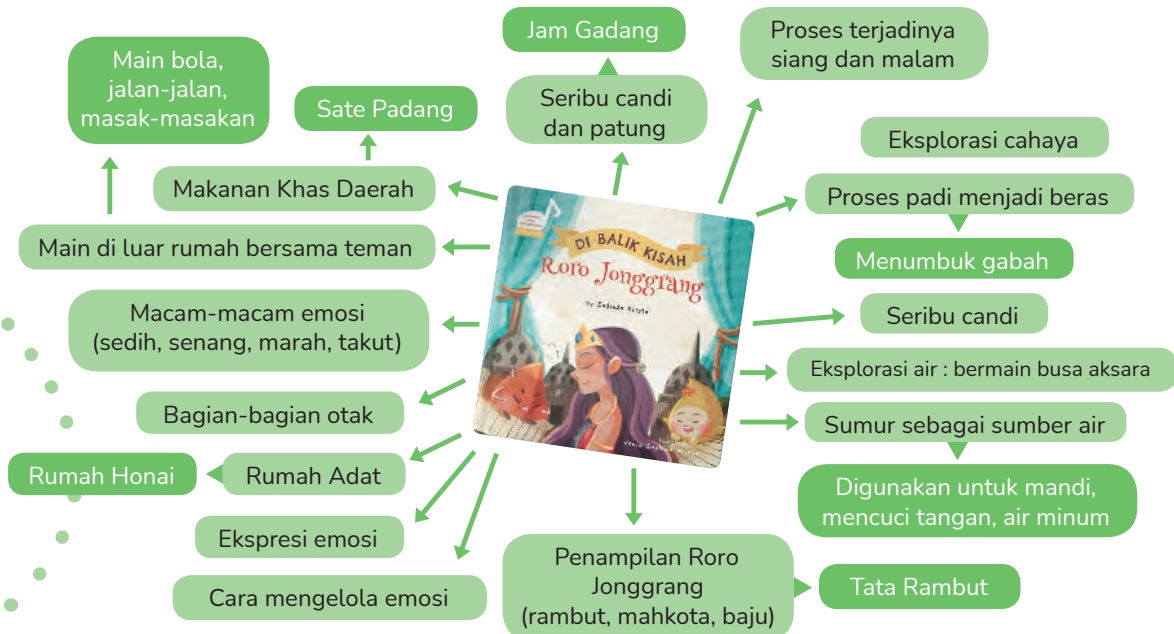 Jam Gadang
Proses terjadinya
siang dan malam
Main bola,
jalan-jalan,
masak-masakan
Sate Padang
Seribu candi
dan patung
Eksplorasi cahaya
Makanan Khas Daerah
Proses padi menjadi beras
Main di luar rumah bersama teman
Menumbuk gabah
DI BALIK KISAH
Roro Jonggrang
Macam-macam emosi
(sedih, senang, marah, takut)
Seribu candi
Eksplorasi air : bermain busa aksara
Bagian-bagian otak
Sumur sebagai sumber air
Rumah Honai
Rumah Adat
Digunakan untuk mandi,
mencuci tangan, air minum
Ekspresi emosi
Penampilan Roro
Jonggrang
(rambut, mahkota, baju)
Tata Rambut
Cara mengelola emosi